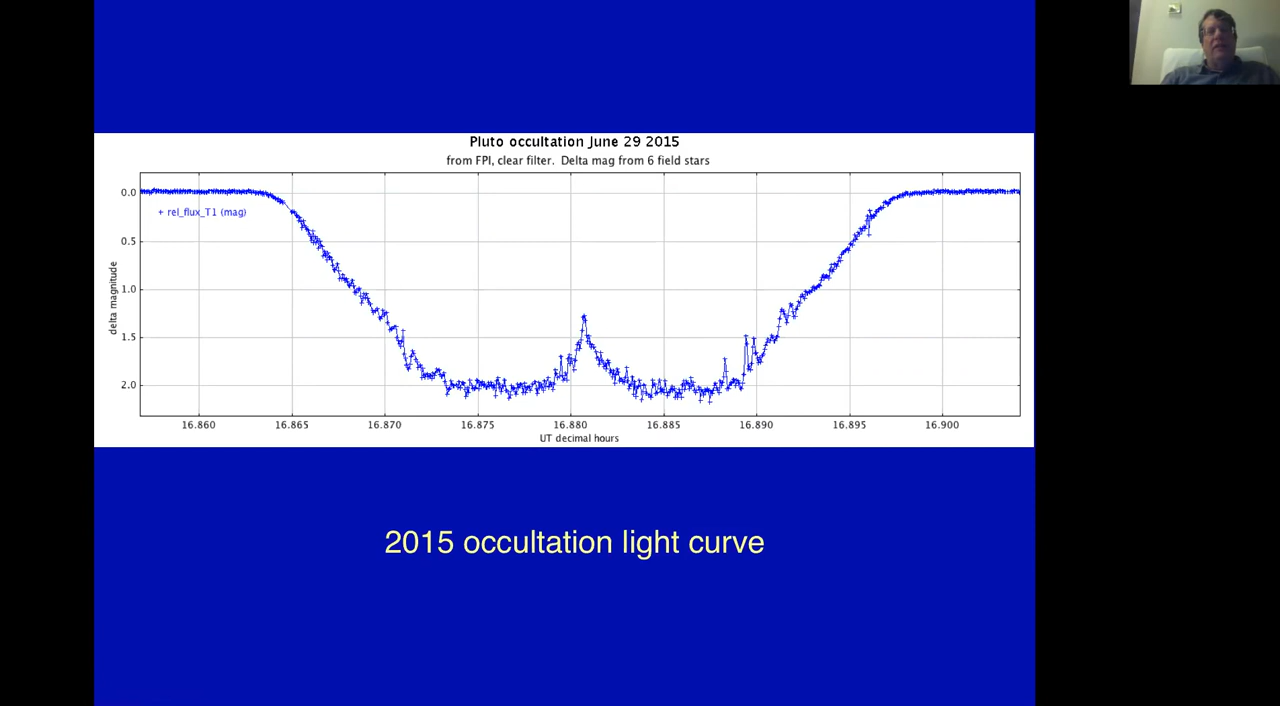 Pluto occultation June 29 2015
from FPI, clear filter. Delta mag from 6 field stars
+ rel_flux_T1 (mag)
delta magnitude
0.0
0.5
1.0
1.5
2.0
16.860 16.865 16.870 16.875 16.880 16.885 16.890 16.895 16.900
UT decimal hours
2015 occultation light curve